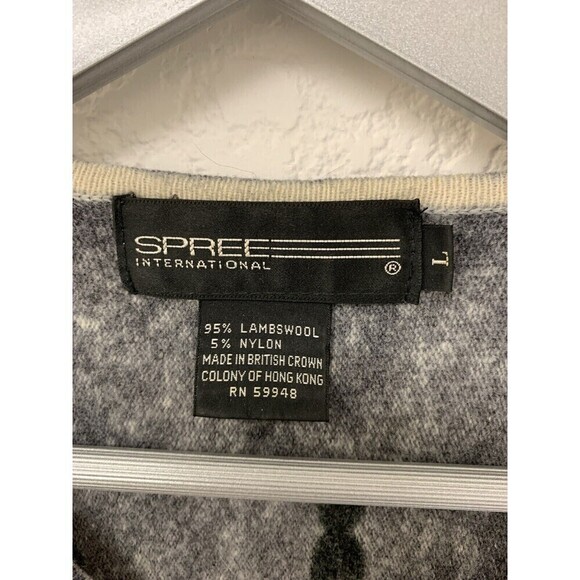 SPREE
INTERNATIONAL ®
L
95% LAMBSWOOL
5% NYLON
MADE IN BRITISH CROWN
COLONY OF HONG KONG
RN 59948